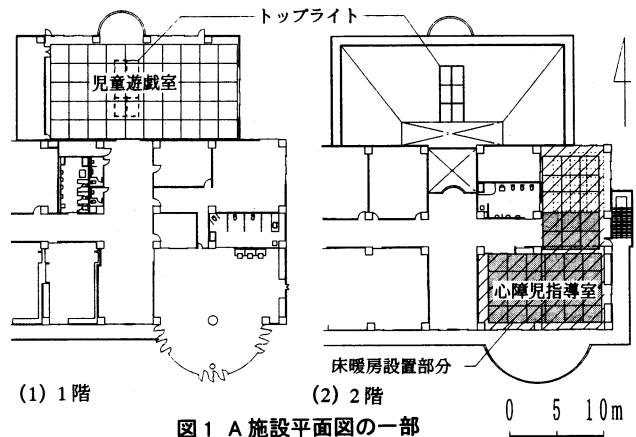 トップライト
児童遊戯室
心障児指導室
床暖房設置部分
(1) 1階
(2) 2階
0 5 10m
図1 A施設平面図の一部